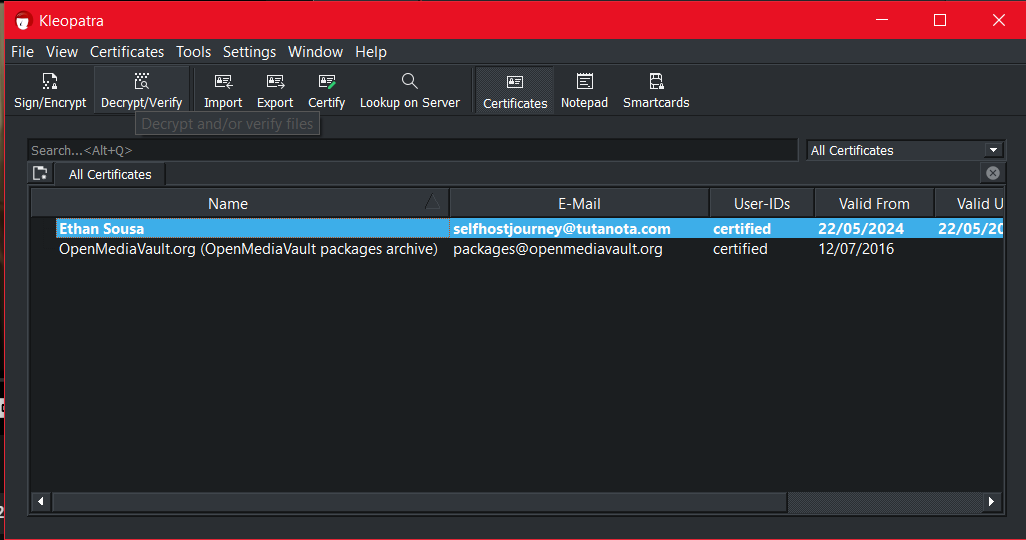 Kleopatra
File View Certificates Tools Settings Window Help
Sign/Encrypt Decrypt/Verify Import Export Certify Lookup on Server Certificates Notepad Smartcards
Decrypt and/or verify files
Search...<Alt+Q> All Certificates
All Certificates
Name E-Mail User-IDs Valid From Valid U
Ethan Sousa selfhostjourney@tutanota.com certified 22/05/2024 22/05/20
OpenMediaVault.org (OpenMediaVault packages archive) packages@openmediavault.org certified 12/07/2016